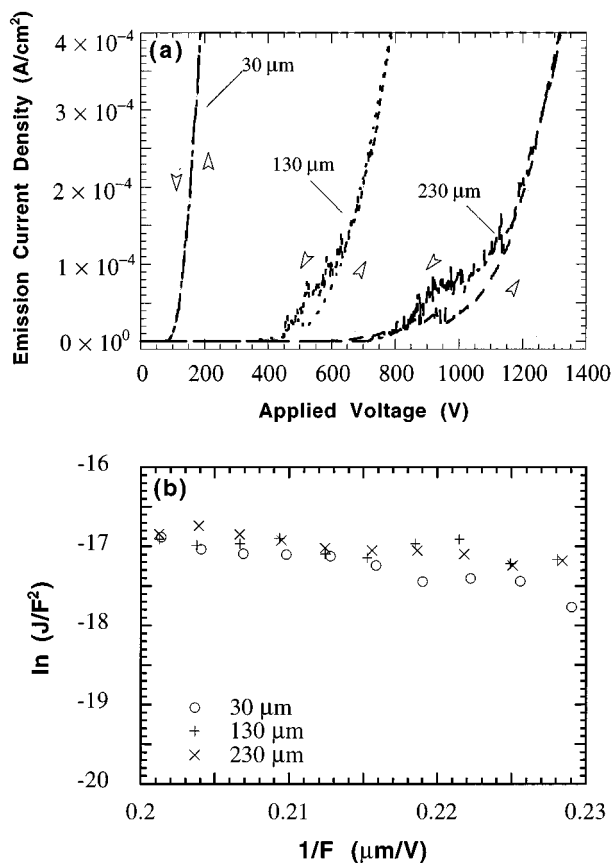 (a)
Emission Current Density (A/cm²)
4 × 10⁻⁴
3 × 10⁻⁴
2 × 10⁻⁴
1 × 10⁻⁴
0 × 10⁰
30 μm
130 μm
230 μm
0 200 400 600 800 1000 1200 1400
Applied Voltage (V)
(b)
ln (J/F²)
-16
-17
-18
-19
-20
30 μm
130 μm
230 μm
0.2 0.21 0.22 0.23
1/F (μm/V)